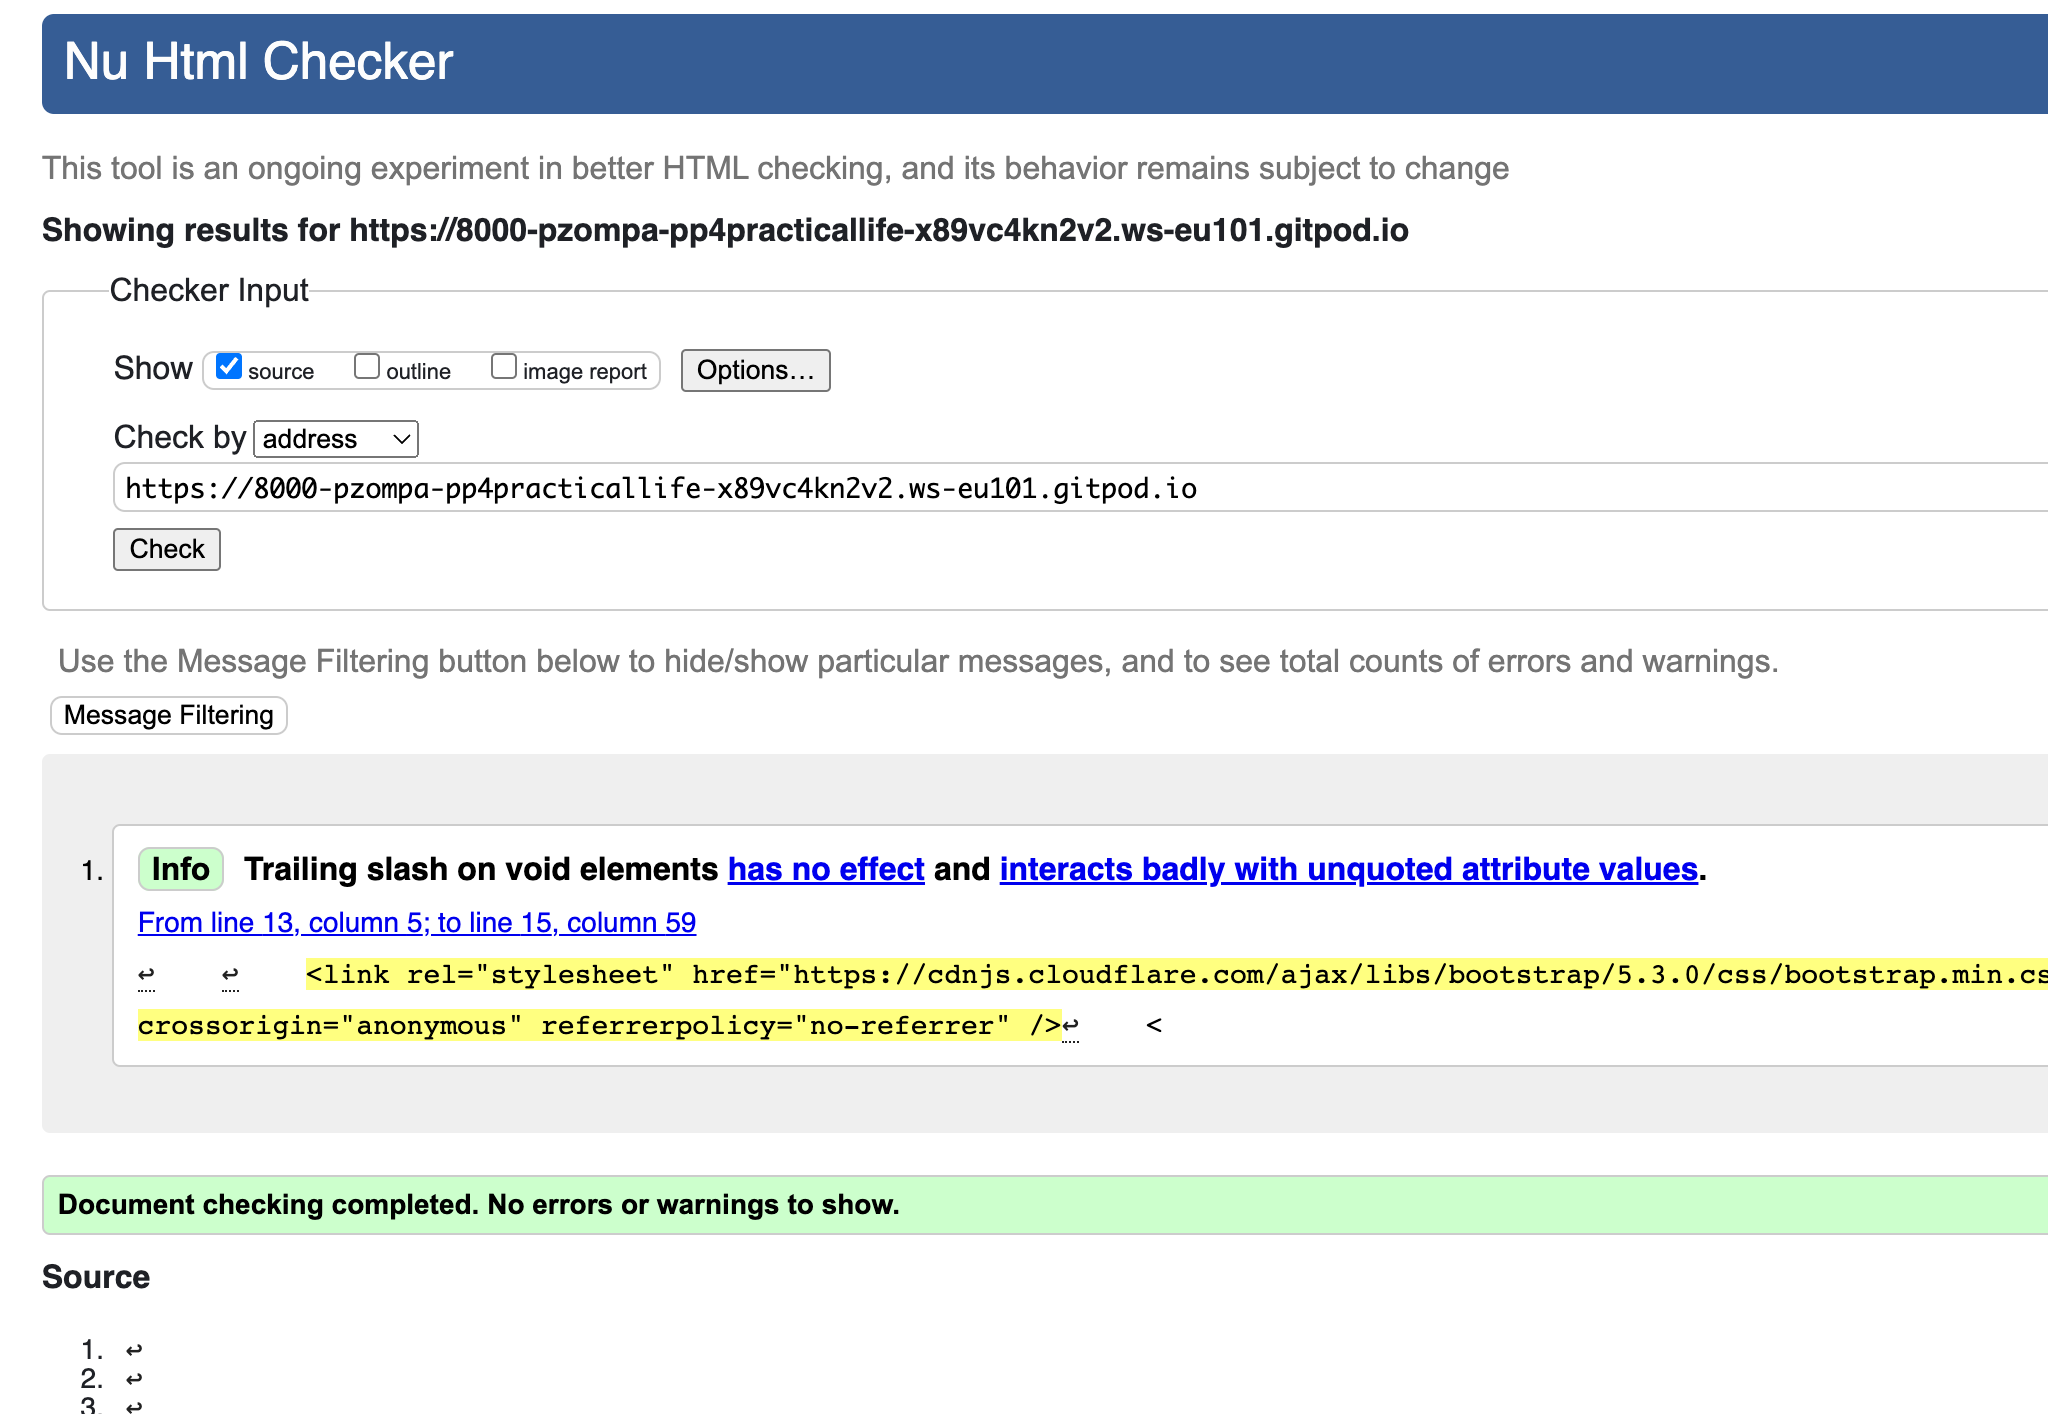 Nu Html Checker
This tool is an ongoing experiment in better HTML checking, and its behavior remains subject to change
Showing results for https://8000-pzompa-pp4practicallife-x89vc4kn2v2.ws-eu101.gitpod.io
Checker Input
Show source outline image report Options...
Check by address
https://8000-pzompa-pp4practicallife-x89vc4kn2v2.ws-eu101.gitpod.io
Check
Use the Message Filtering button below to hide/show particular messages, and to see total counts of errors and warnings.
Message Filtering
1. Info Trailing slash on void elements has no effect and interacts badly with unquoted attribute values.
From line 13, column 5; to line 15, column 59
↩ ↩ <link rel="stylesheet" href="https://cdnjs.cloudflare.com/ajax/libs/bootstrap/5.3.0/css/bootstrap.min.cs
crossorigin="anonymous" referrerpolicy="no-referrer" />↩ <
Document checking completed. No errors or warnings to show.
Source
1. ↩
2. ↩
3. ↩